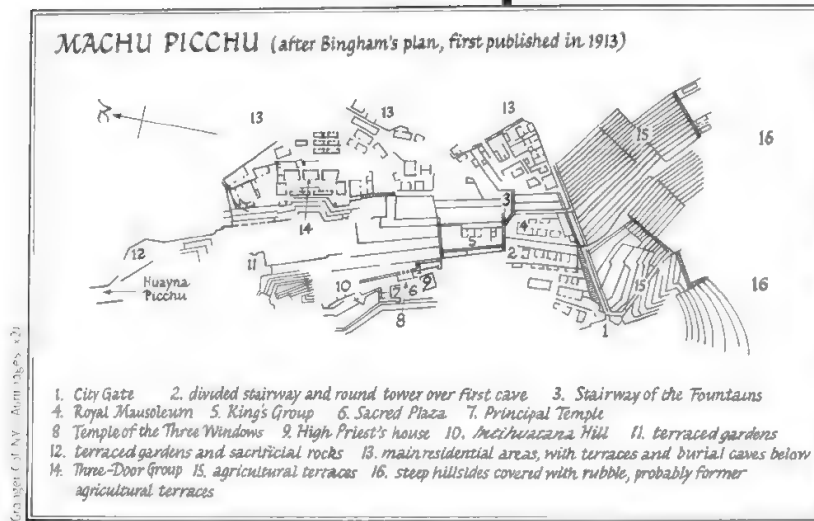 MACHU PICCHU (after Bingham's plan, first published in 1913)
13
13
13
15
16
3
14
4
5
12
11
2
Huayna
Picchu
10
7 6
9
15
16
8
1
1. City Gate 2. divided stairway and round tower over first cave 3. Stairway of the Fountains
4. Royal Mausoleum 5. King's Group 6. Sacred Plaza 7. Principal Temple
8 Temple of the Three Windows 9. High Priest's house 10. Hill 11. terraced gardens
12. terraced gardens and sacrificial rocks 13. main residential areas, with terraces and burial caves below
14. Three-Door Group 15. agricultural terraces 16. steep hillsides covered with rubble, probably former
agricultural terraces